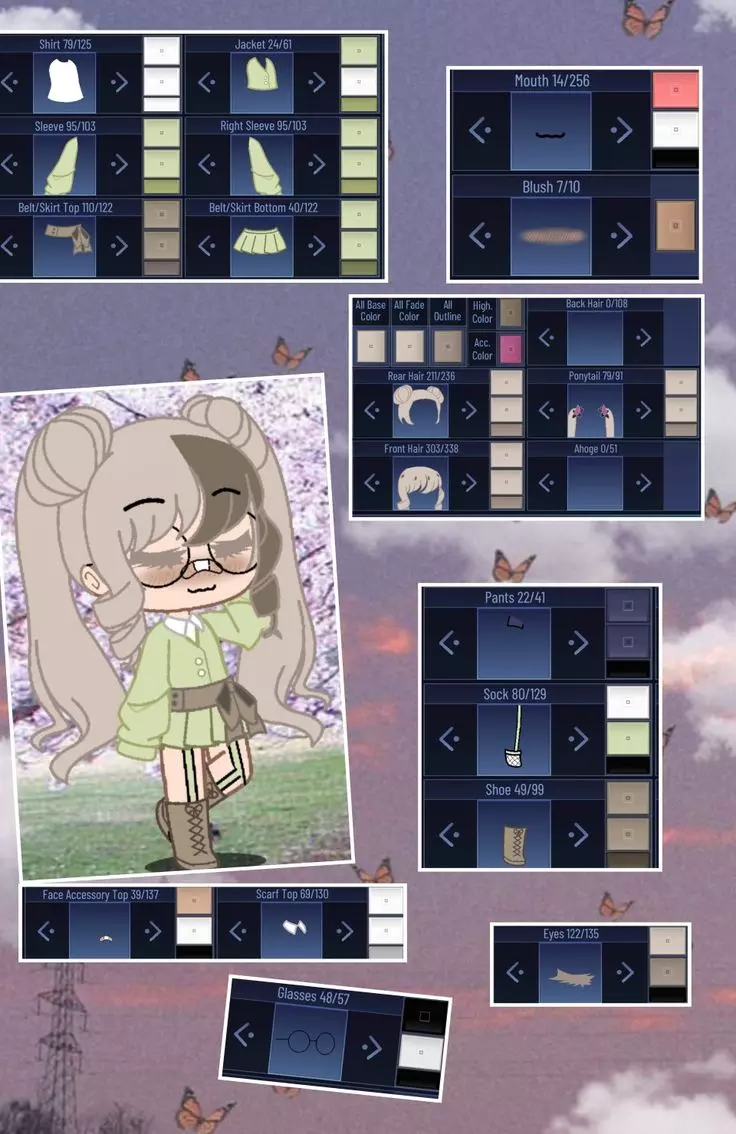 Shirt 79/125
Jacket 24/61
Sleeve 95/103
Right Sleeve 95/103
Belt/Skirt Top 110/122
Belt/Skirt Bottom 40/122
Mouth 14/256
Blush 7/10
All Base
Color
All Fade
Color
All
Outline
High.
Color
Acc.
Color
Back Hair 0/108
Rear Hair 211/236
Ponytail 79/91
Front Hair 303/338
Ahoge 0/51
Pants 22/41
Sock 80/129
Shoe 49/99
Face Accessory Top 39/137
Scarf Top 69/130
Eyes 122/135
Glasses 48/57